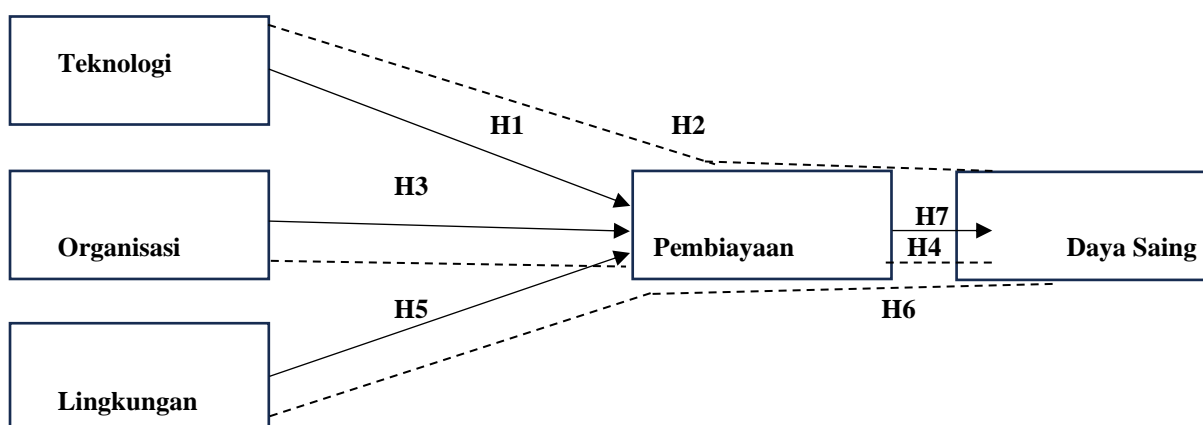 Teknologi
H1
H2
H3
H7
Organisasi
Pembiayaan
H4
Daya Saing
H5
H6
Lingkungan